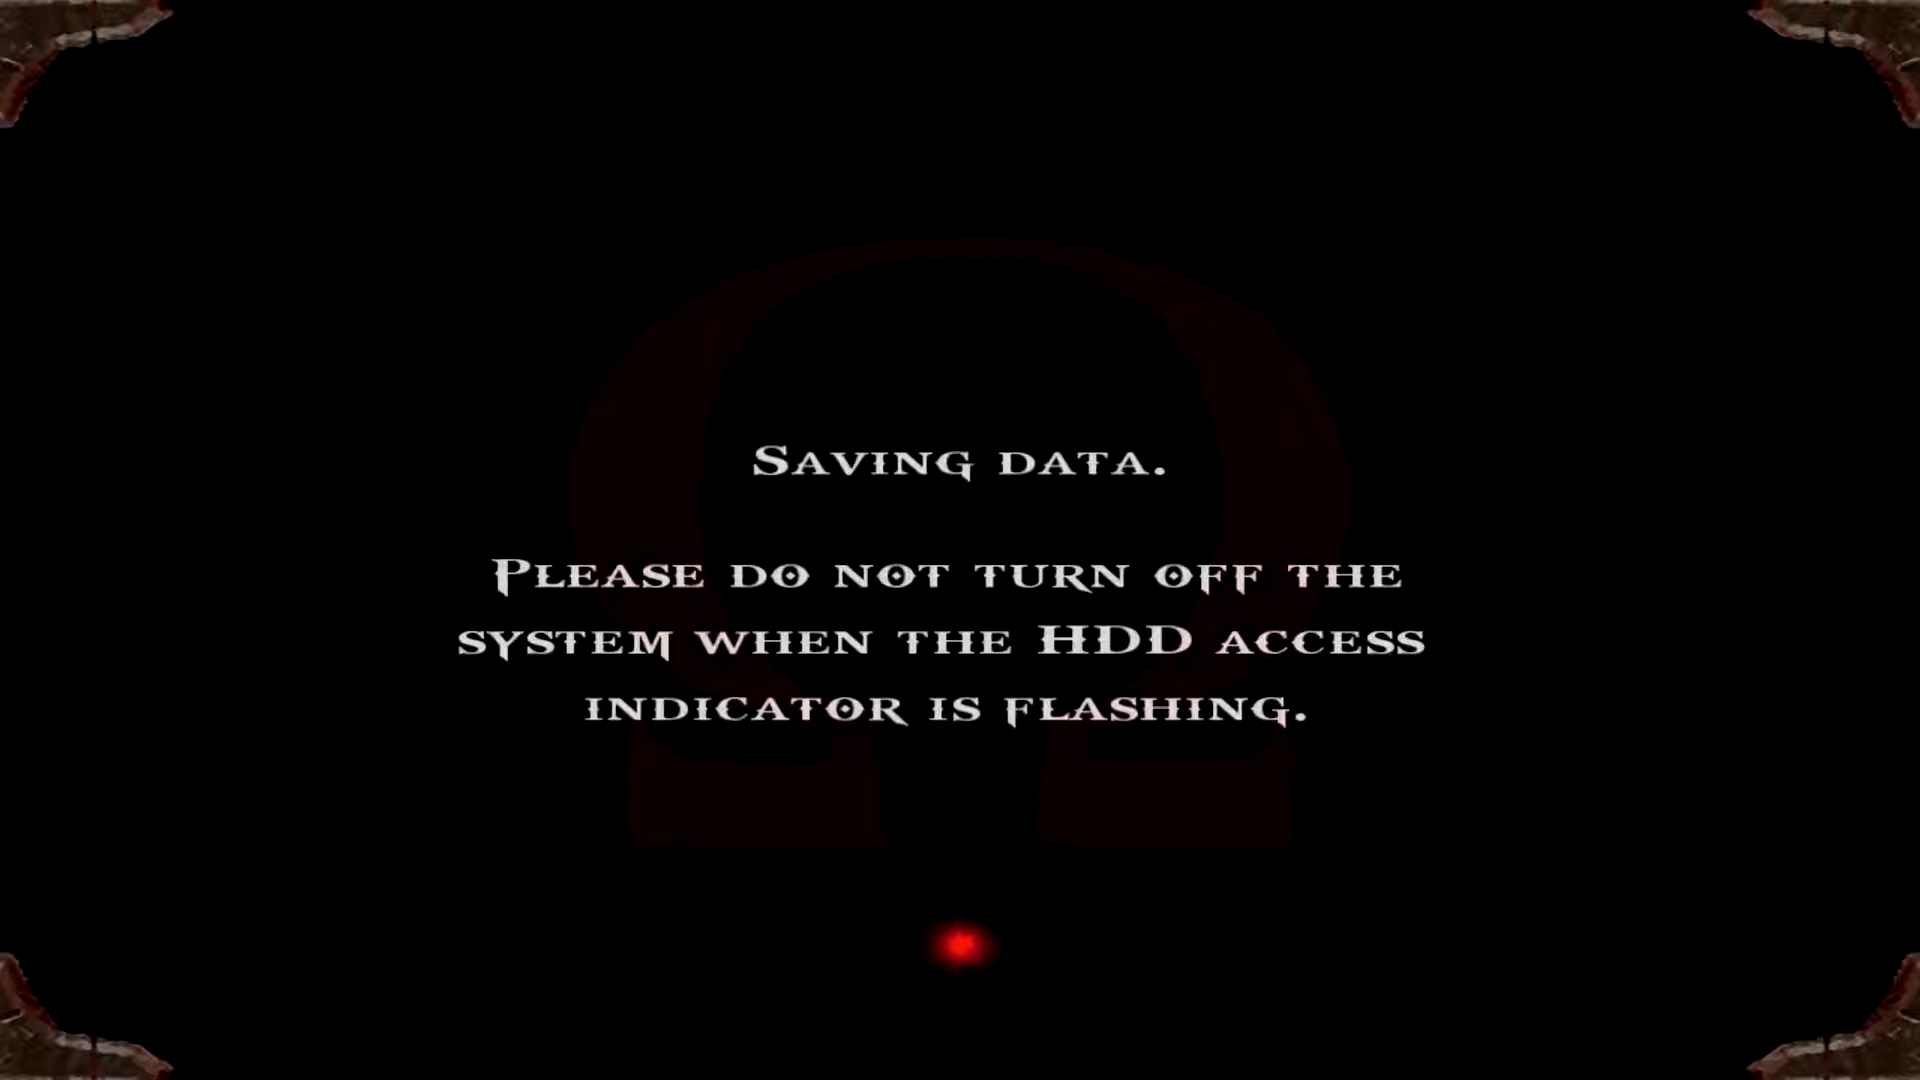 Saving data.
Please do not turn off the
system when the HDD access
indicator is flashing.